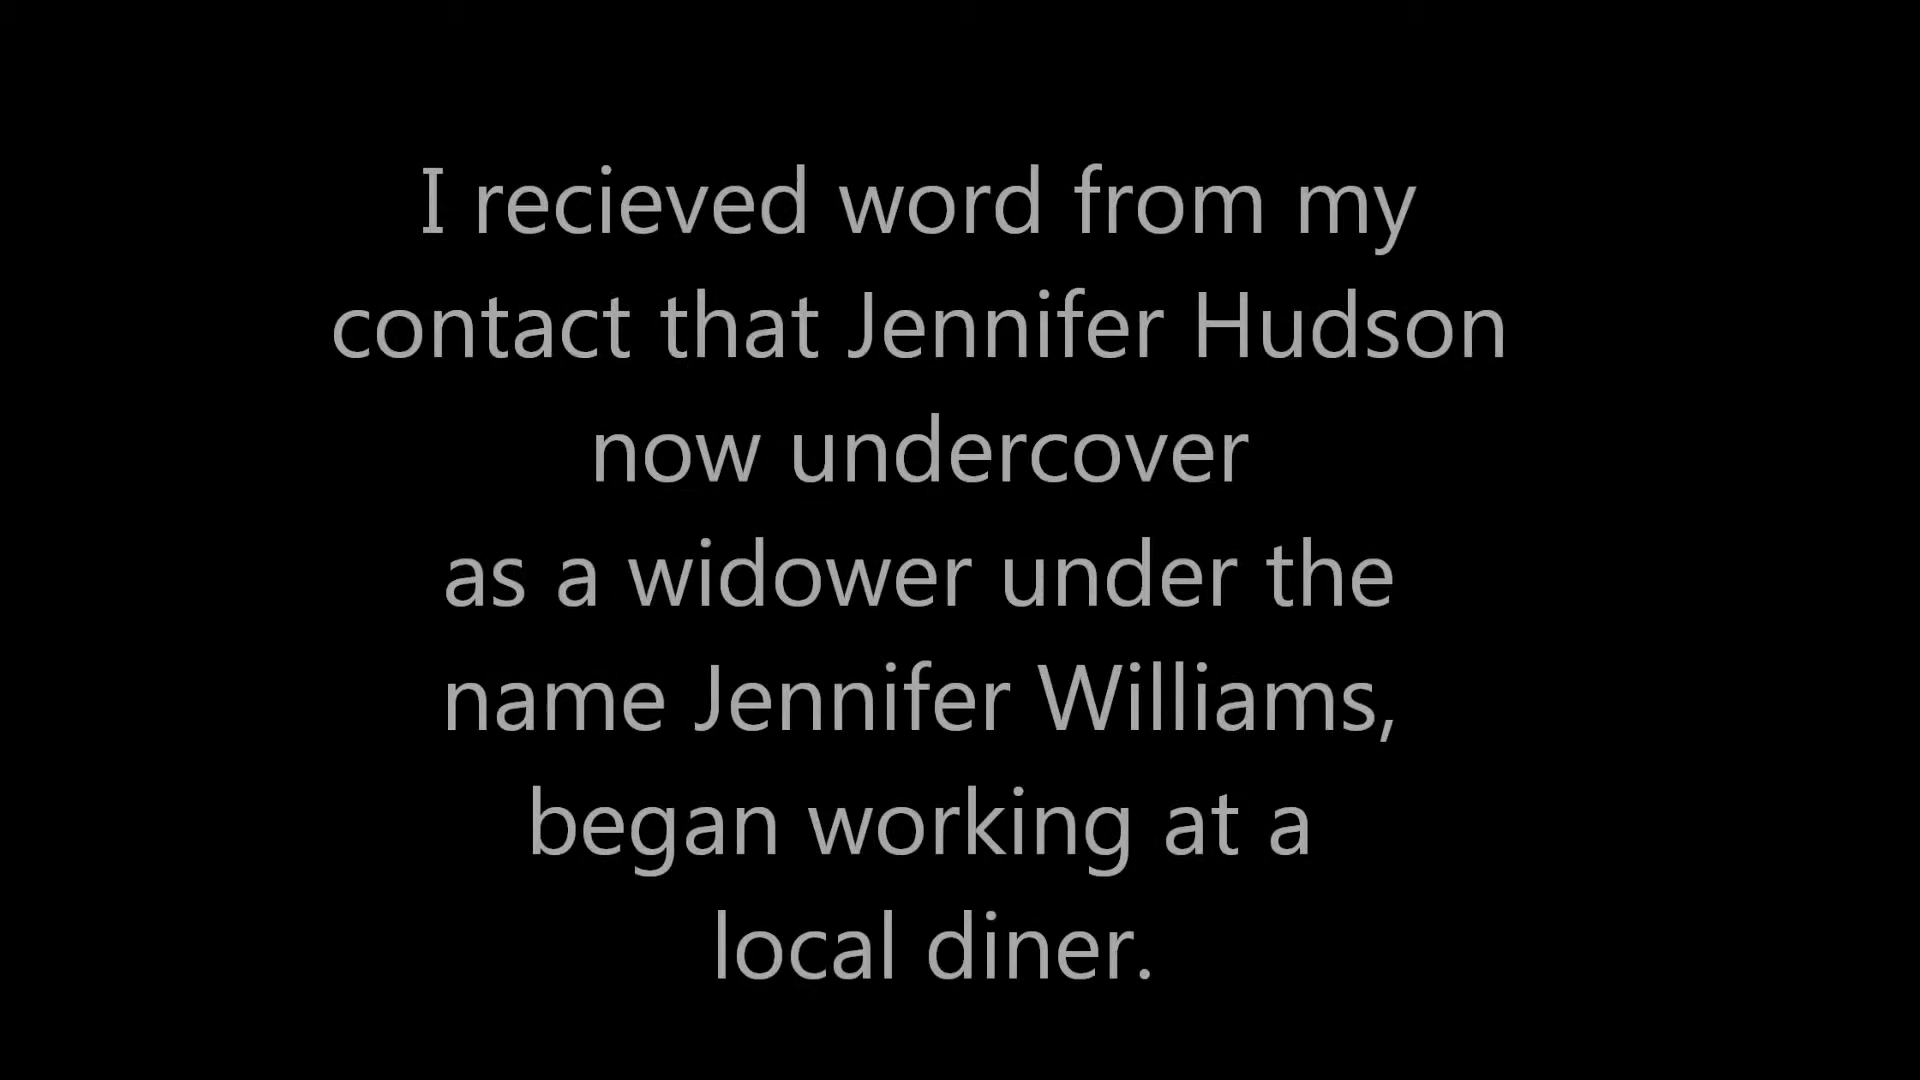 I recieved word from my
contact that Jennifer Hudson
now undercover
as a widower under the
name Jennifer Williams,
began working at a
local diner.